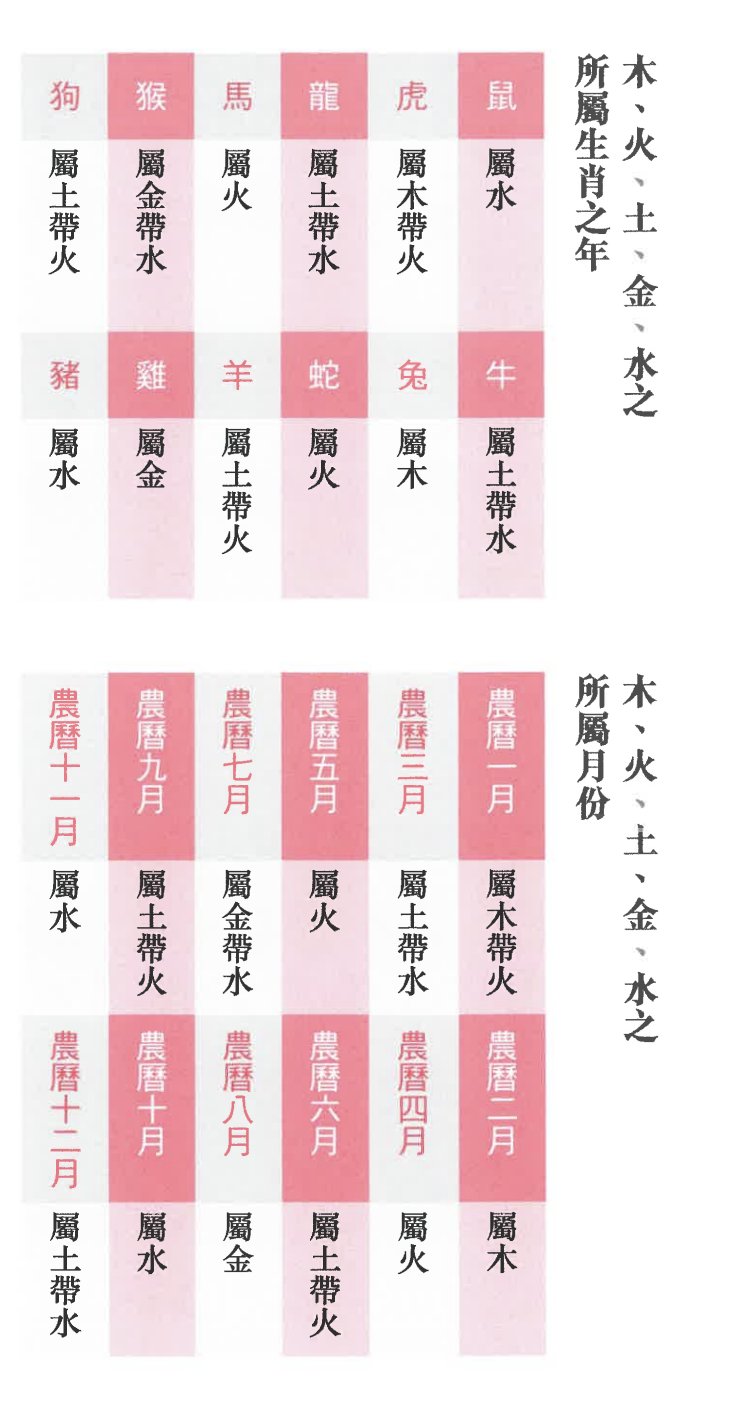 木、火、土、金、水之
所屬生肖之年
鼠
屬水
虎
屬木帶火
龍
屬土帶水
馬
屬火
猴
屬金帶水
狗
屬土帶火
牛
屬土帶水
兔
屬木
蛇
屬火
羊
屬土帶火
雞
屬金
豬
屬水
木、火、土、金、水之
所屬月份
農曆一月
屬木帶火
農曆三月
屬土帶水
農曆五月
屬火
農曆七月
屬金帶水
農曆九月
屬土帶火
農曆十一月
屬水
農曆二月
屬木
農曆四月
屬火
農曆六月
屬土帶火
農曆八月
屬金
農曆十月
屬水
農曆十二月
屬土帶水